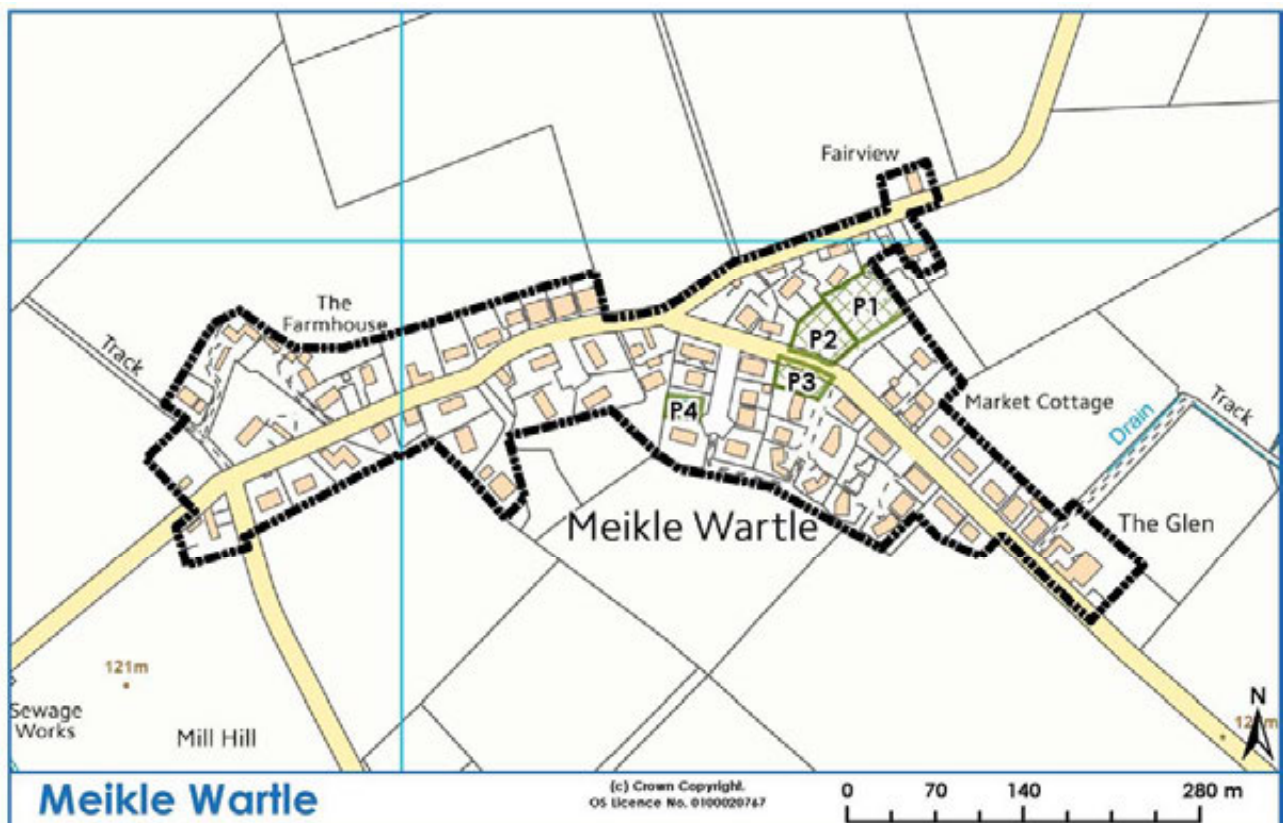 Fairview
The
Farmhouse
Track
P1
P2
P3
P4
Market Cottage
Drain
Track
Meikle Wartle
The Glen
121m
Sewage
Works
Mill Hill
N
Meikle Wartle
(c) Crown Copyright.
OS Licence No. 0100020767
0 70 140 280 m